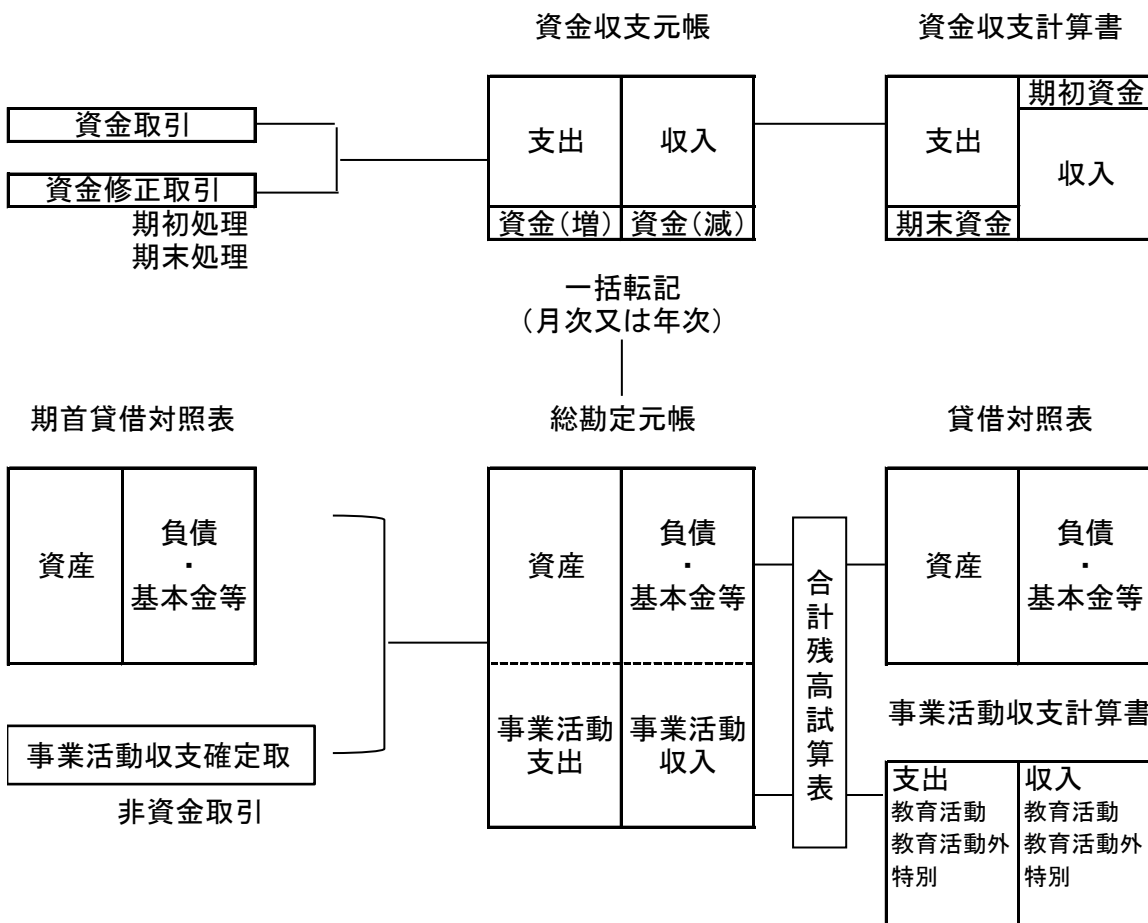 資金収支元帳
資金収支計算書
資金取引
資金修正取引
期初処理
期末処理
支出
収入
資金(増)
資金(減)
期初資金
支出
収入
期末資金
一括転記
(月次又は年次)
期首貸借対照表
総勘定元帳
貸借対照表
資産
負債
・
基本金等
資産
負債
・
基本金等
合計残高試算表
資産
負債
・
基本金等
事業活動収支確定取
非資金取引
事業活動
支出
事業活動
収入
事業活動収支計算書
支出
教育活動
教育活動外
特別
収入
教育活動
教育活動外
特別